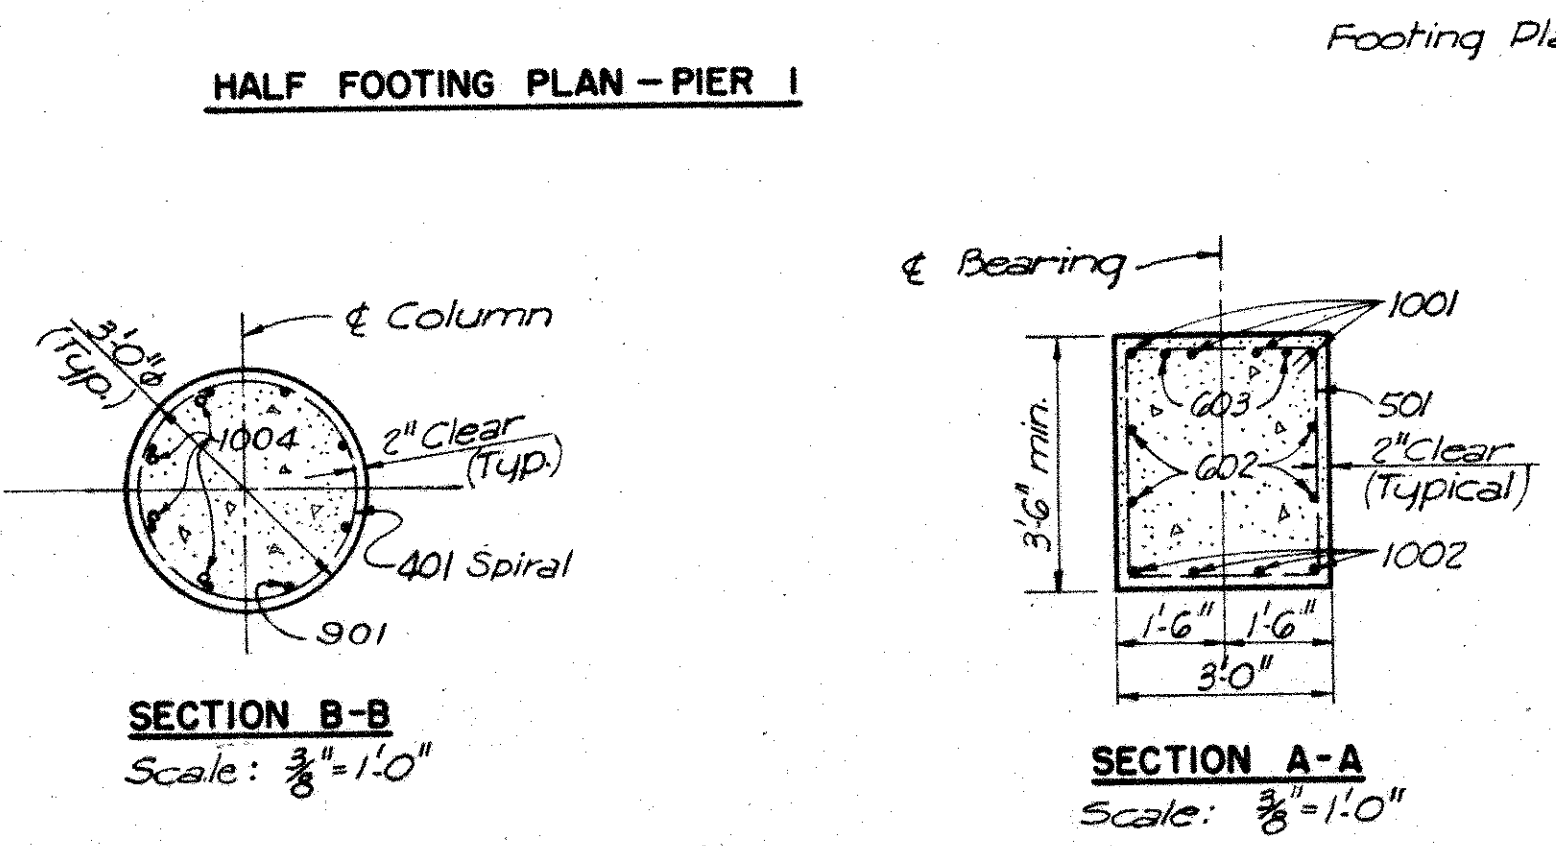 Footing Pla
HALF FOOTING PLAN – PIER 1
3'-0"ø
(Typ.)
℄ Column
1004
2" Clear
(Typ.)
401 Spiral
901
SECTION B-B
Scale: 3/8" = 1'-0"
℄ Bearing
1001
603
501
602
2" Clear
(Typical)
3'-6" min.
1002
1'-6"
1'-6"
3'-0"
SECTION A-A
Scale: 3/8" = 1'-0"